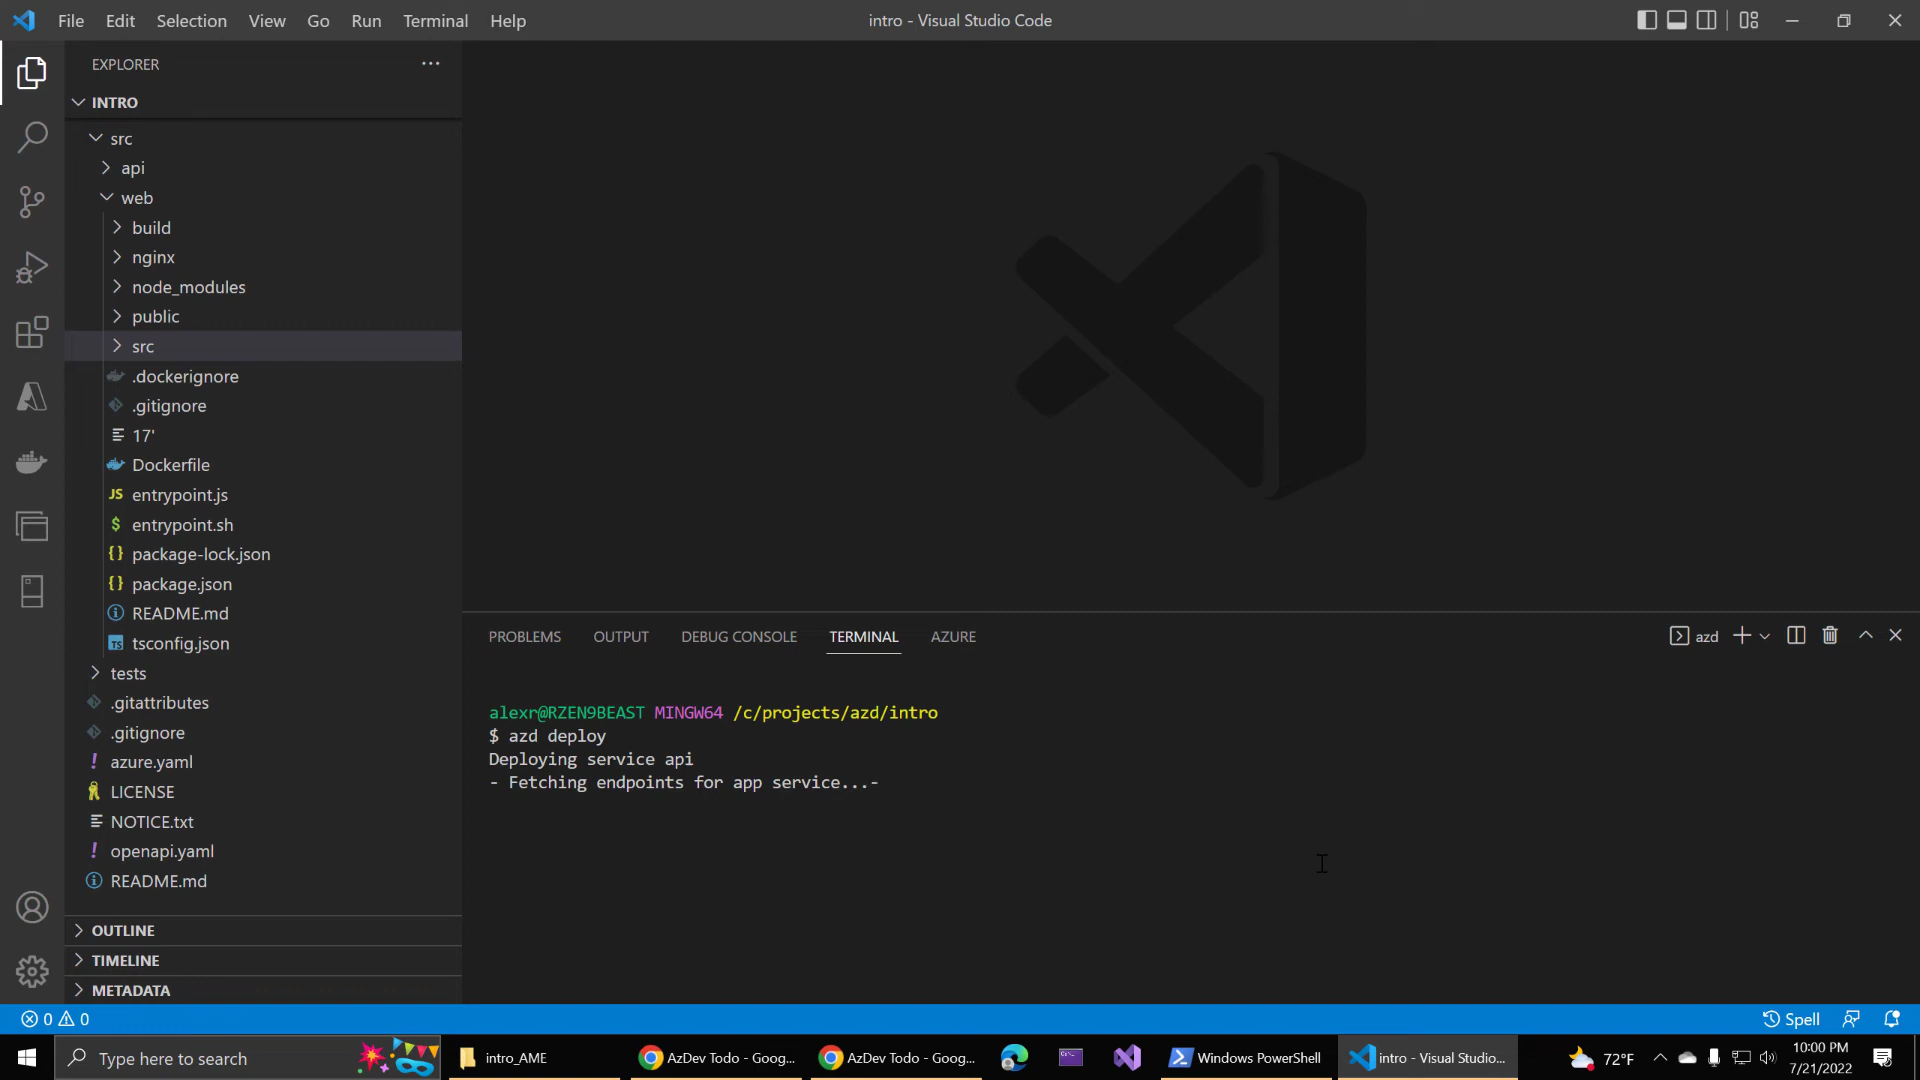 File Edit Selection View Go Run Terminal Help
intro - Visual Studio Code
EXPLORER
INTRO
src
api
web
build
nginx
node_modules
public
src
.dockerignore
.gitignore
17'
Dockerfile
JS entrypoint.js
$ entrypoint.sh
{} package-lock.json
{} package.json
README.md
TS tsconfig.json
tests
.gitattributes
.gitignore
! azure.yaml
LICENSE
NOTICE.txt
! openapi.yaml
README.md
OUTLINE
TIMELINE
METADATA
PROBLEMS OUTPUT DEBUG CONSOLE TERMINAL AZURE
azd
alexr@RZEN9BEAST MINGW64 /c/projects/azd/intro
$ azd deploy
Deploying service api
- Fetching endpoints for app service...-
0 0
Spell
Type here to search
intro_AME
AzDev Todo - Goog...
AzDev Todo - Goog...
Windows PowerShell
intro - Visual Studio...
72°F
10:00 PM
7/21/2022